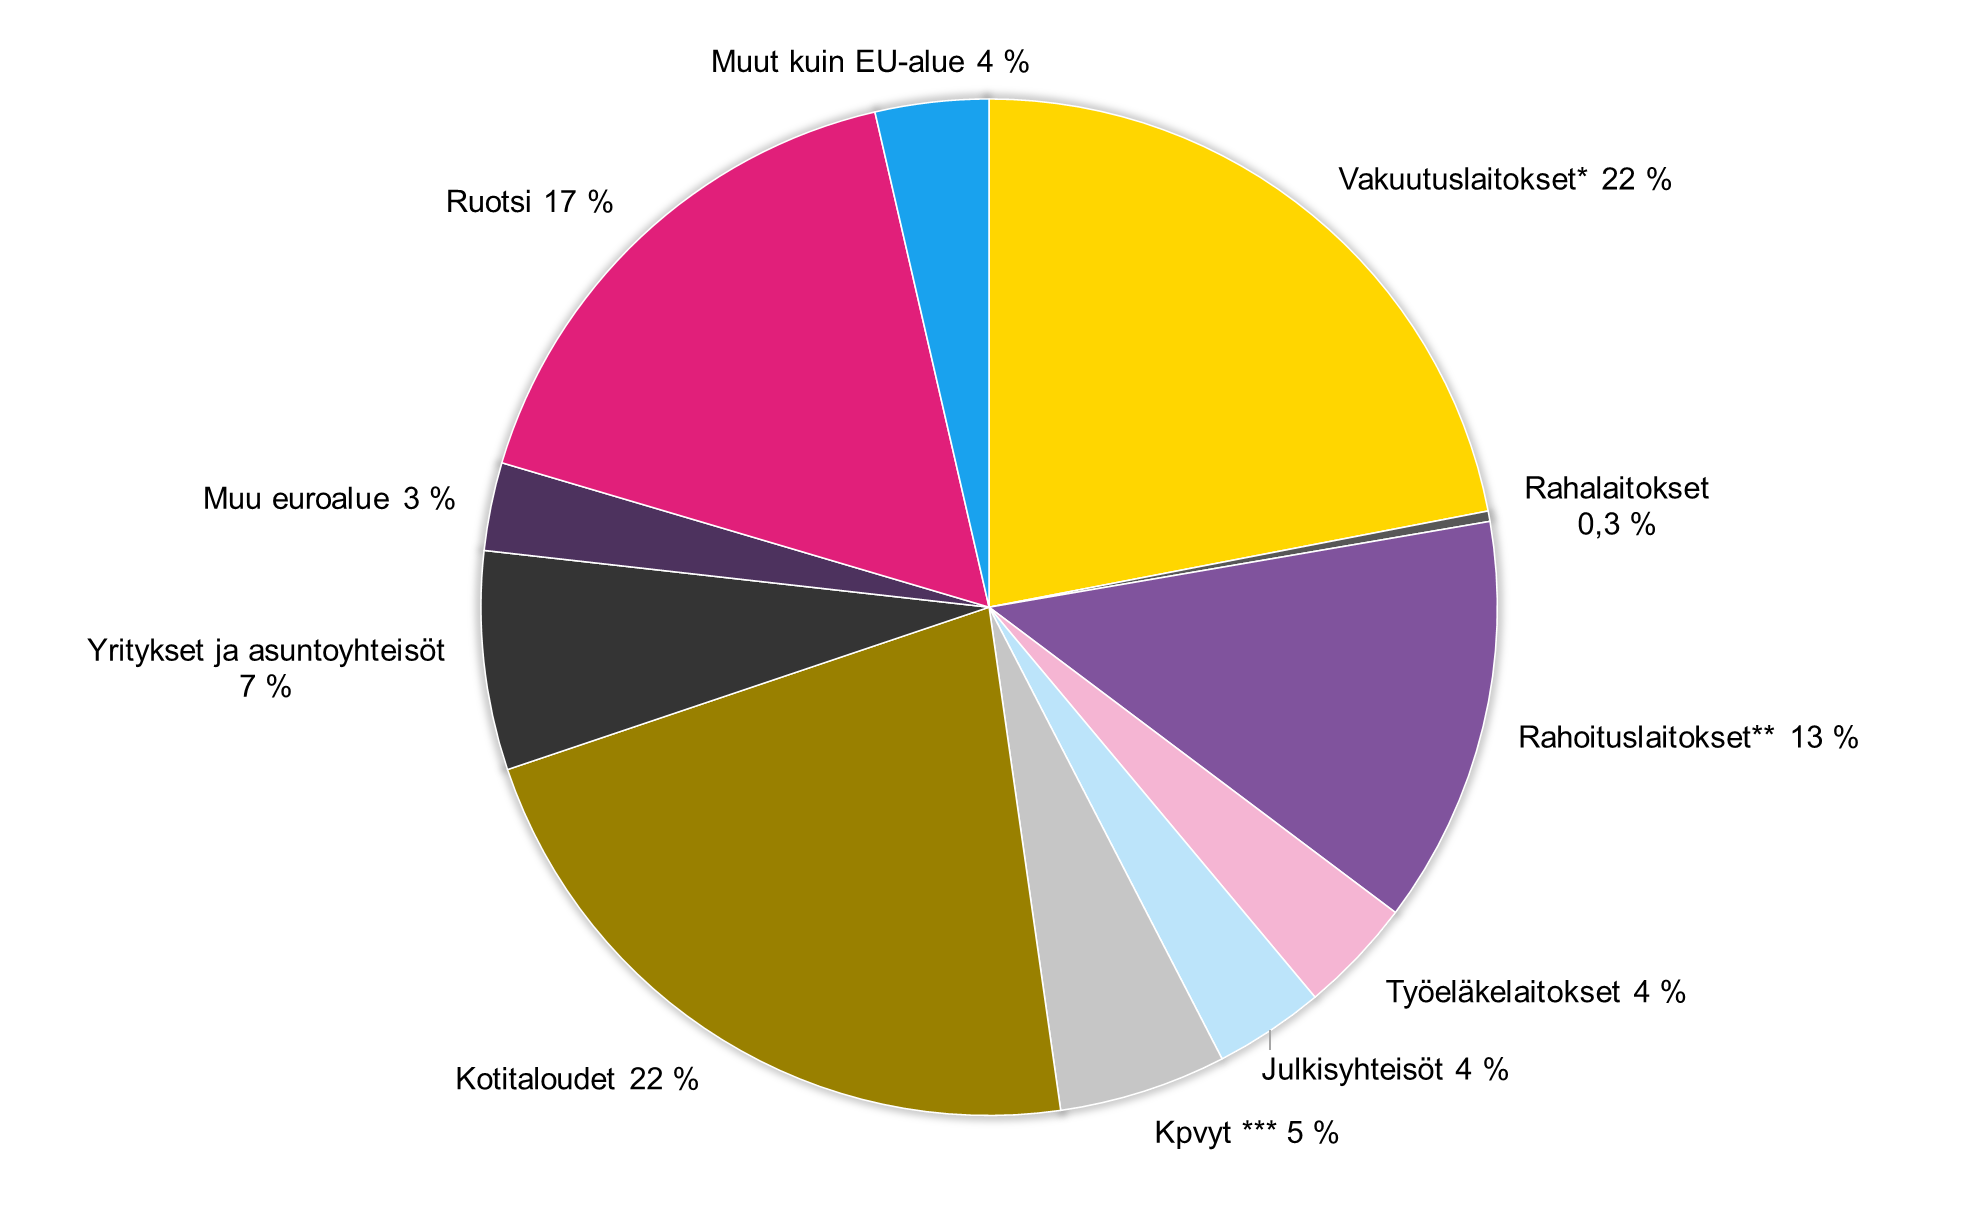 Muut kuin EU-alue 4 %
Vakuutuslaitokset* 22 %
Ruotsi 17 %
Rahalaitokset
0,3 %
Muu euroalue 3 %
Yritykset ja asuntoyhteisöt
7 %
Rahoituslaitokset** 13 %
Työeläkelaitokset 4 %
Julkisyhteisöt 4 %
Kotitaloudet 22 %
Kpvyt *** 5 %